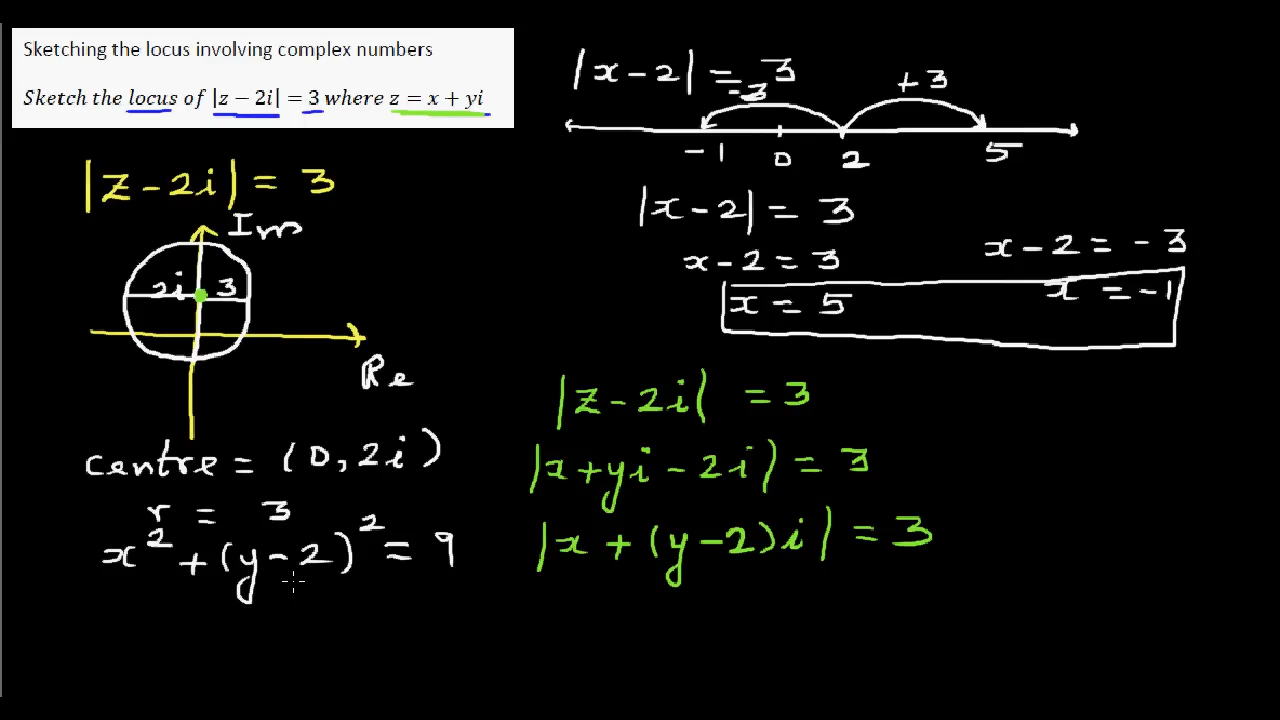 Sketching the locus involving complex numbers
Sketch the locus of |z − 2i| = 3 where z = x + yi
|z - 2i| = 3
Im
2i 3
Re
centre = (0, 2i)
r = 3
x² + (y - 2)² = 9
|x - 2| = 3
-3 +3
-1 0 2 5
|x - 2| = 3
x - 2 = 3 x - 2 = -3
x = 5 x = -1
|z - 2i| = 3
|x + yi - 2i| = 3
|x + (y - 2)i| = 3